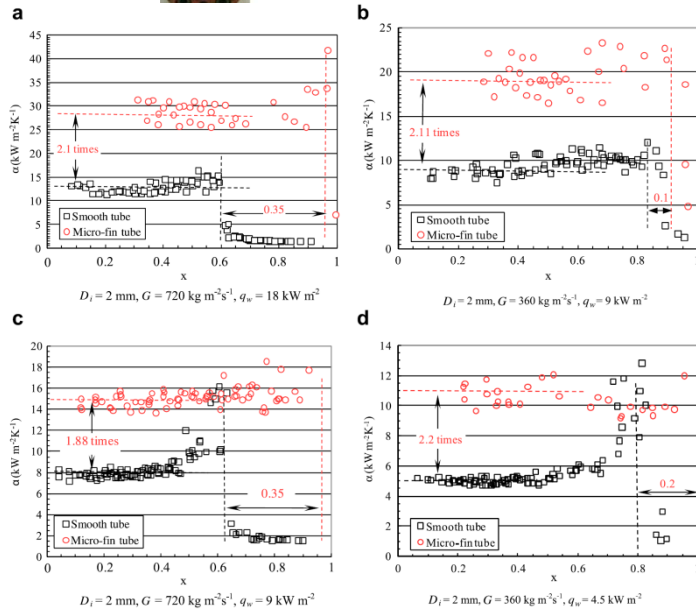 a
α (kW m⁻²K⁻¹)
50
45
40
35
30
25
20
15
10
5
0
2.1 times
0.35
Smooth tube
Micro-fin tube
0 0.2 0.4 0.6 0.8 1
x
D_i = 2 mm, G = 720 kg m⁻²s⁻¹, q_w = 18 kW m⁻²
b
α (kW m⁻²K⁻¹)
25
20
15
10
5
0
2.11 times
0.1
Smooth tube
Micro-fin tube
0 0.2 0.4 0.6 0.8 1
x
D_i = 2 mm, G = 360 kg m⁻²s⁻¹, q_w = 9 kW m⁻²
c
α (kW m⁻²K⁻¹)
20
18
16
14
12
10
8
6
4
2
0
1.88 times
0.35
Smooth tube
Micro-fin tube
0 0.2 0.4 0.6 0.8 1
x
D_i = 2 mm, G = 720 kg m⁻²s⁻¹, q_w = 9 kW m⁻²
d
α (kW m⁻²K⁻¹)
14
12
10
8
6
4
2
0
2.2 times
0.2
Smooth tube
Micro-fin tube
0 0.2 0.4 0.6 0.8 1
x
D_i = 2 mm, G = 360 kg m⁻²s⁻¹, q_w = 4.5 kW m⁻²